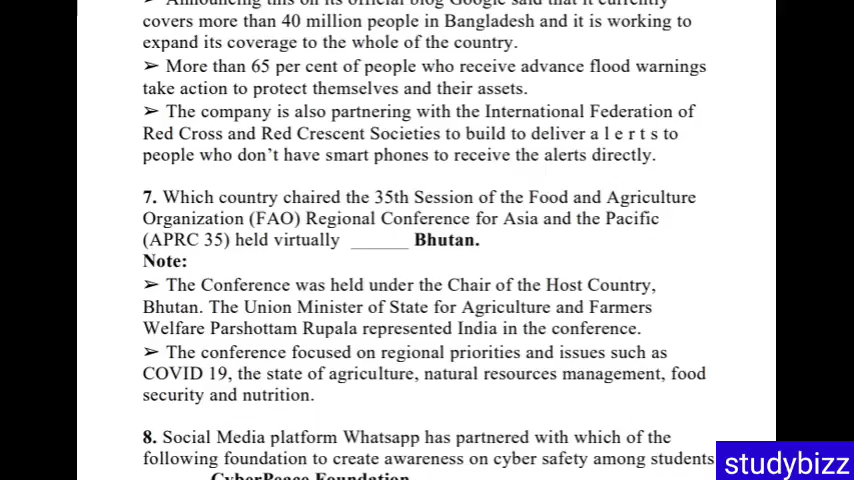 ➢ Announcing this on its official blog Google said that it currently
covers more than 40 million people in Bangladesh and it is working to
expand its coverage to the whole of the country.
➢ More than 65 per cent of people who receive advance flood warnings
take action to protect themselves and their assets.
➢ The company is also partnering with the International Federation of
Red Cross and Red Crescent Societies to build to deliver a l e r t s to
people who don’t have smart phones to receive the alerts directly.
7. Which country chaired the 35th Session of the Food and Agriculture
Organization (FAO) Regional Conference for Asia and the Pacific
(APRC 35) held virtually ______ Bhutan.
Note:
➢ The Conference was held under the Chair of the Host Country,
Bhutan. The Union Minister of State for Agriculture and Farmers
Welfare Parshottam Rupala represented India in the conference.
➢ The conference focused on regional priorities and issues such as
COVID 19, the state of agriculture, natural resources management, food
security and nutrition.
8. Social Media platform Whatsapp has partnered with which of the
following foundation to create awareness on cyber safety among students
CyberPeace Foundation
studybizz